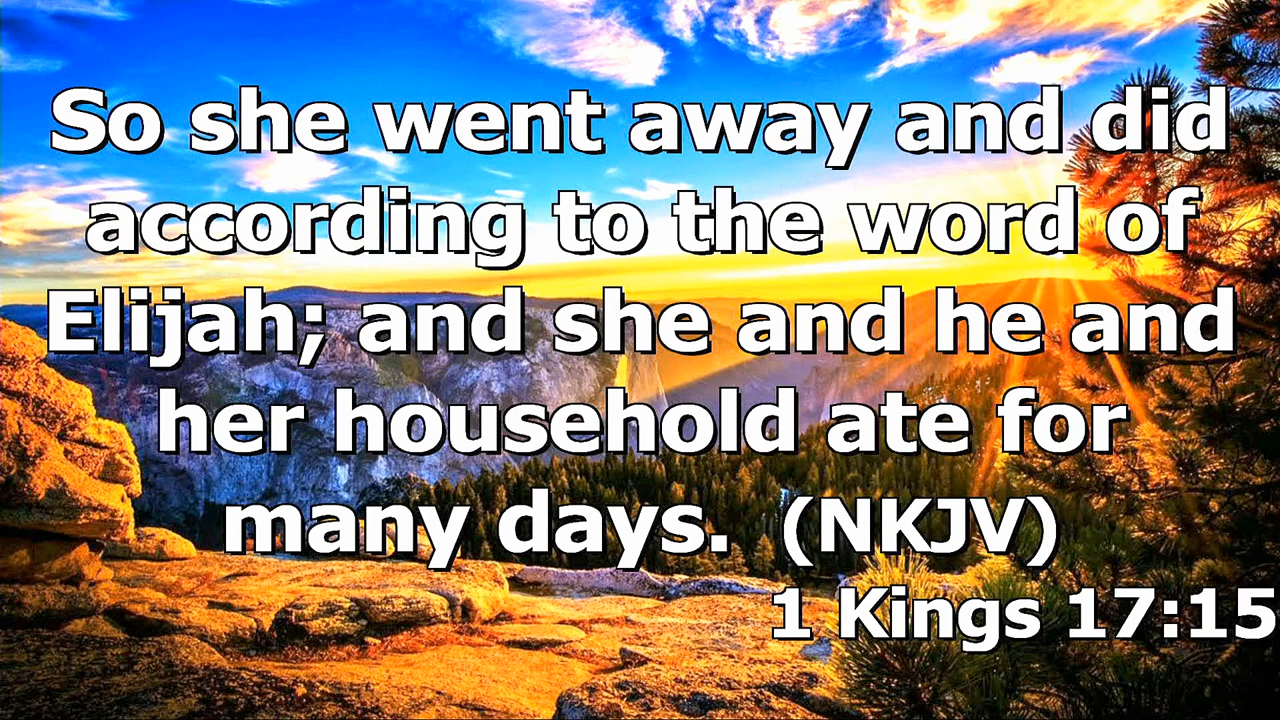 So she went away and did
according to the word of
Elijah; and she and he and
her household ate for
many days. (NKJV)
1 Kings 17:15